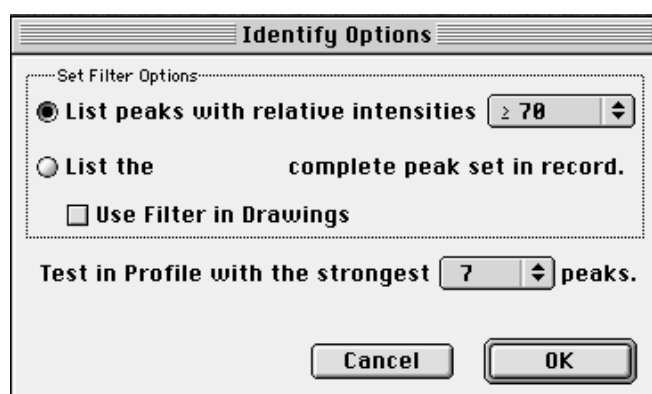 Identify Options
Set Filter Options
List peaks with relative intensities ≥ 70
List the complete peak set in record.
Use Filter in Drawings
Test in Profile with the strongest 7 peaks.
Cancel OK